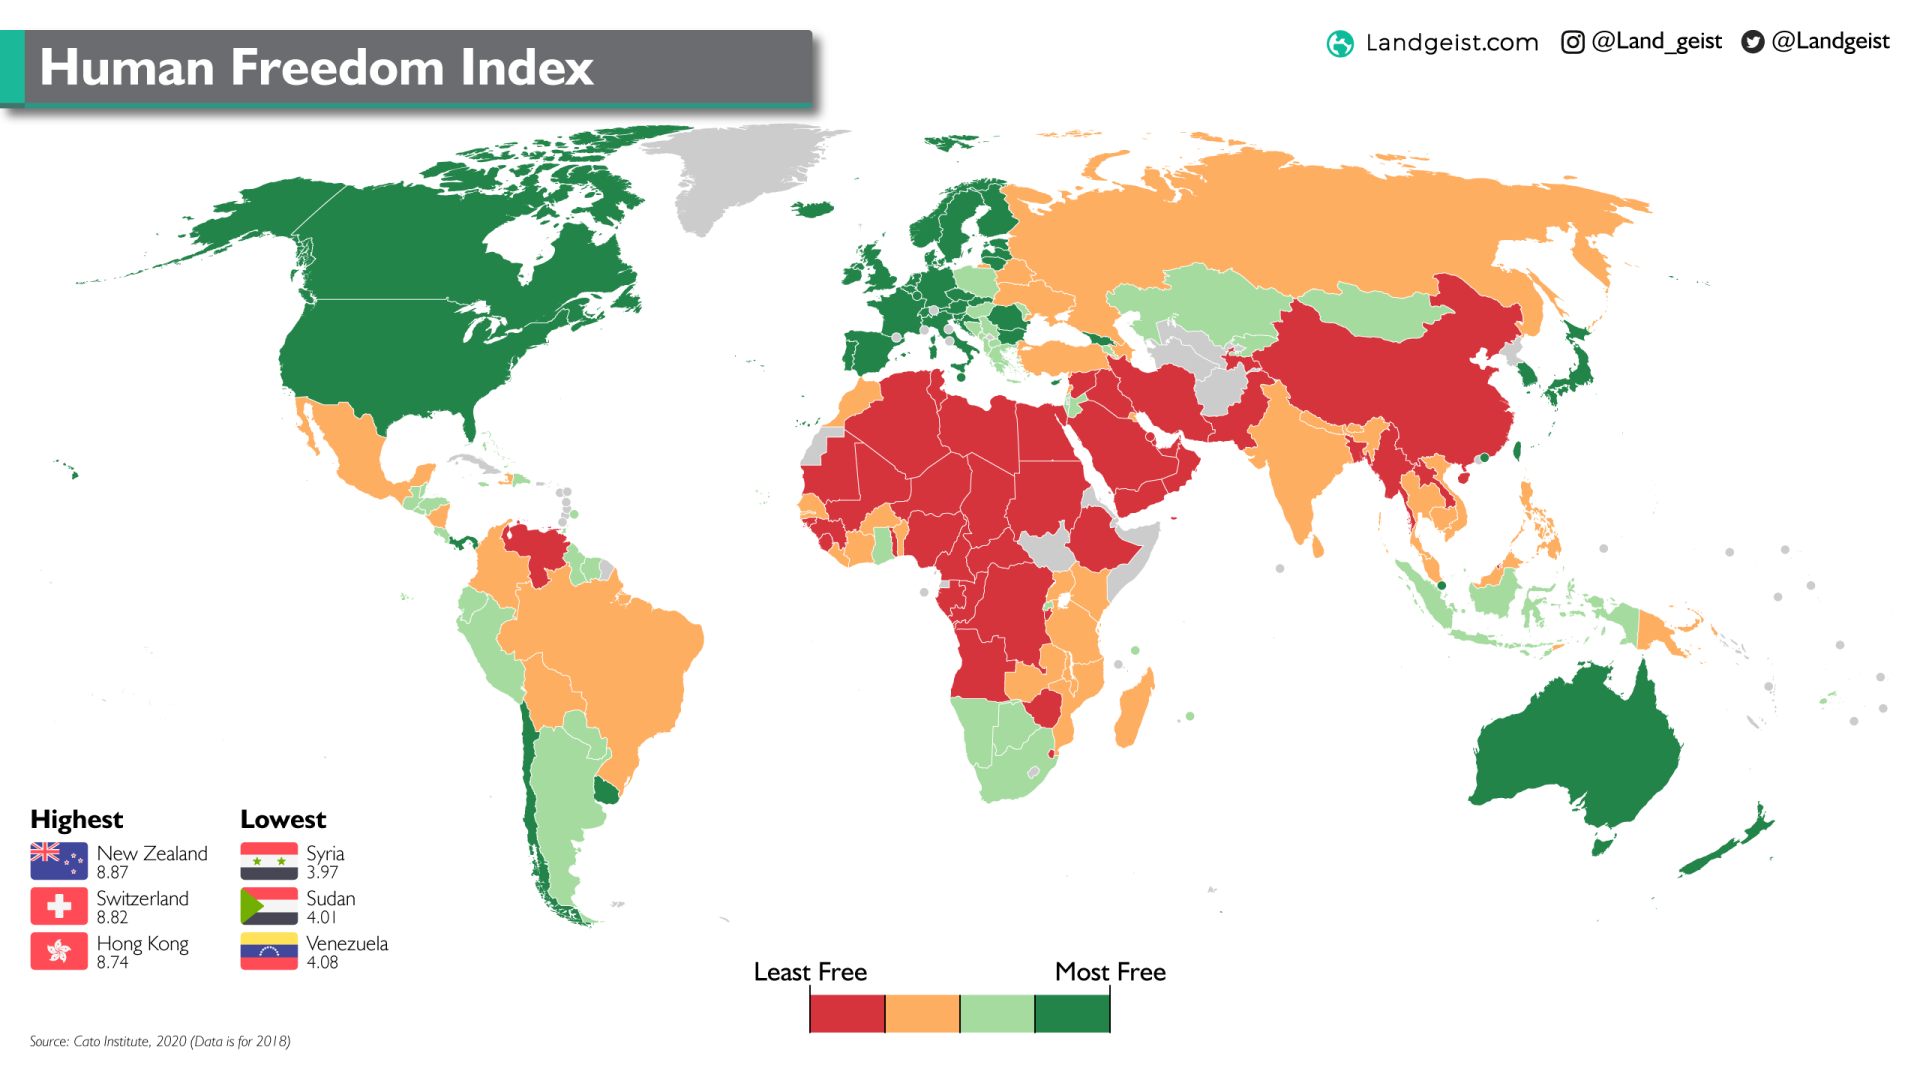 Human Freedom Index
Landgeist.com @Land_geist @Landgeist
Highest
New Zealand
8.87
Switzerland
8.82
Hong Kong
8.74
Lowest
Syria
3.97
Sudan
4.01
Venezuela
4.08
Least Free
Most Free
Source: Cato Institute, 2020 (Data is for 2018)